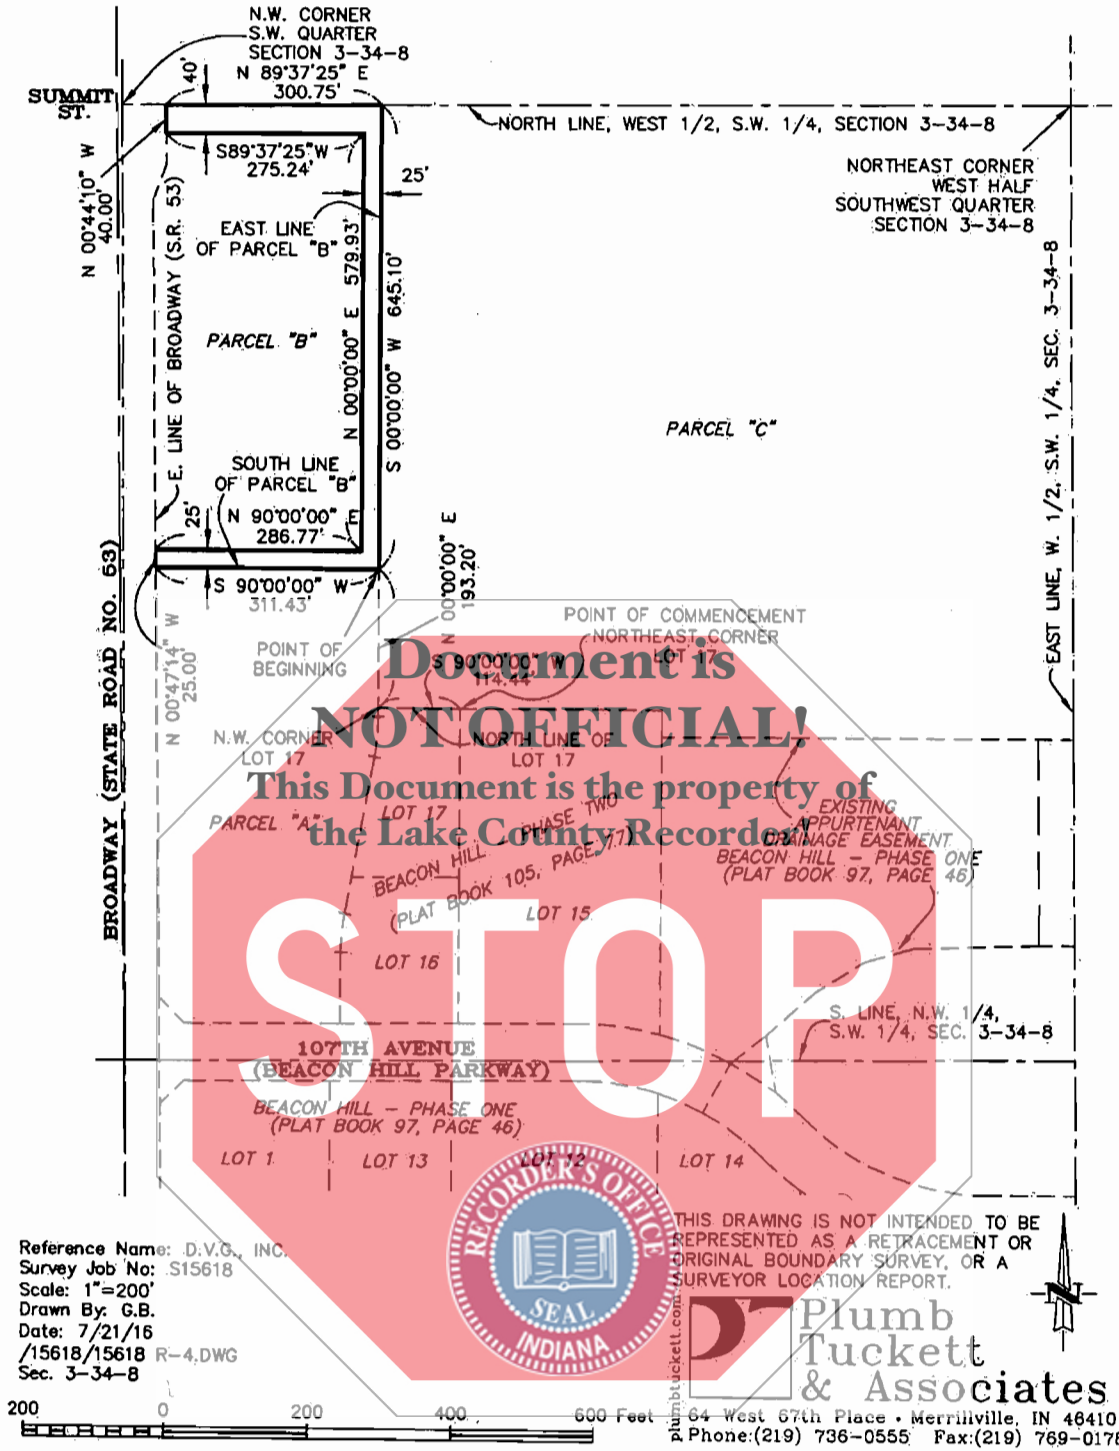 N.W. CORNER
S.W. QUARTER
SECTION 3-34-8
N 89°37'25" E
300.75'
40'
SUMMIT
ST.
NORTH LINE, WEST 1/2, S.W. 1/4, SECTION 3-34-8
S89°37'25"W
275.24'
25'
NORTHEAST CORNER
WEST HALF
SOUTHWEST QUARTER
SECTION 3-34-8
N 00°44'10" W
40.00'
E. LINE OF BROADWAY (S.R. 53)
EAST LINE
OF PARCEL "B"
N 00°00'00" E 579.93'
S 00°00'00" W 645.10'
PARCEL "B"
PARCEL "C"
EAST LINE, W. 1/2, S.W. 1/4, SEC. 3-34-8
SOUTH LINE
OF PARCEL "B"
25'
N 90°00'00" E
286.77'
S 90°00'00" W
311.43'
N 00°00'00" E
193.20'
BROADWAY (STATE ROAD NO. 53)
N 00°47'14" W
25.00'
POINT OF
BEGINNING
POINT OF COMMENCEMENT
NORTHEAST CORNER
LOT 17
S 90°00'00" W
114.44'
Document is
NOT OFFICIAL!
This Document is the property of
the Lake County Recorder!
N.W. CORNER
LOT 17
NORTH LINE OF
LOT 17
PARCEL "A"
LOT 17
BEACON HILL - PHASE TWO
(PLAT BOOK 105, PAGE 77)
EXISTING
APPURTENANT
DRAINAGE EASEMENT
BEACON HILL - PHASE ONE
(PLAT BOOK 97, PAGE 46)
LOT 15
LOT 16
STOP
S. LINE, N.W. 1/4,
S.W. 1/4, SEC. 3-34-8
107TH AVENUE
(BEACON HILL PARKWAY)
BEACON HILL - PHASE ONE
(PLAT BOOK 97, PAGE 46)
LOT 1
LOT 13
LOT 12
LOT 14
RECORDER'S OFFICE
SEAL
INDIANA
THIS DRAWING IS NOT INTENDED TO BE
REPRESENTED AS A RETRACEMENT OR
ORIGINAL BOUNDARY SURVEY, OR A
SURVEYOR LOCATION REPORT.
N
Reference Name: D.V.G., INC.
Survey Job No: S15618
Scale: 1"=200'
Drawn By: G.B.
Date: 7/21/16
/15618/15618 R-4.DWG
Sec. 3-34-8
plumbtuckett.com
Plumb
Tuckett
& Associates
64 West 67th Place • Merrillville, IN 46410
Phone:(219) 736-0555 Fax:(219) 769-0178
200 0 200 400 600 Feet